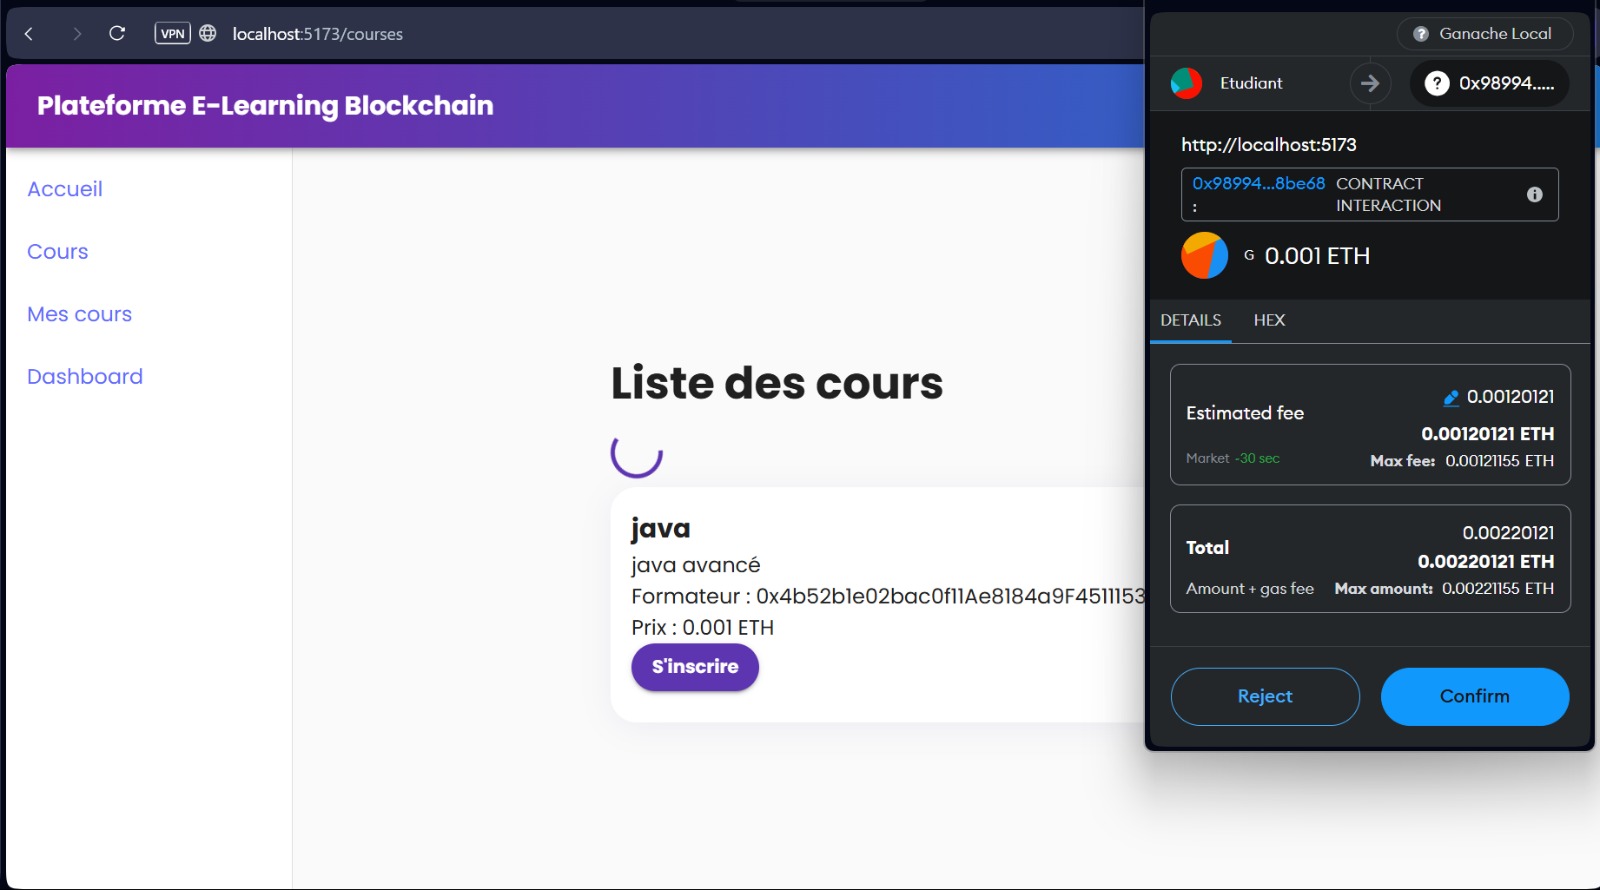 VPN
localhost:5173/courses
Plateforme E-Learning Blockchain
Accueil
Cours
Mes cours
Dashboard
Liste des cours
java
java avancé
Formateur : 0x4b52b1e02bac0f11Ae8184a9F4511153
Prix : 0.001 ETH
S'inscrire
Ganache Local
Etudiant
0x98994.....
http://localhost:5173
0x98994...8be68 : CONTRACT INTERACTION
G 0.001 ETH
DETAILS HEX
Estimated fee
0.00120121
0.00120121 ETH
Market ~30 sec
Max fee: 0.00121155 ETH
Total
0.00220121
0.00220121 ETH
Amount + gas fee
Max amount: 0.00221155 ETH
Reject
Confirm